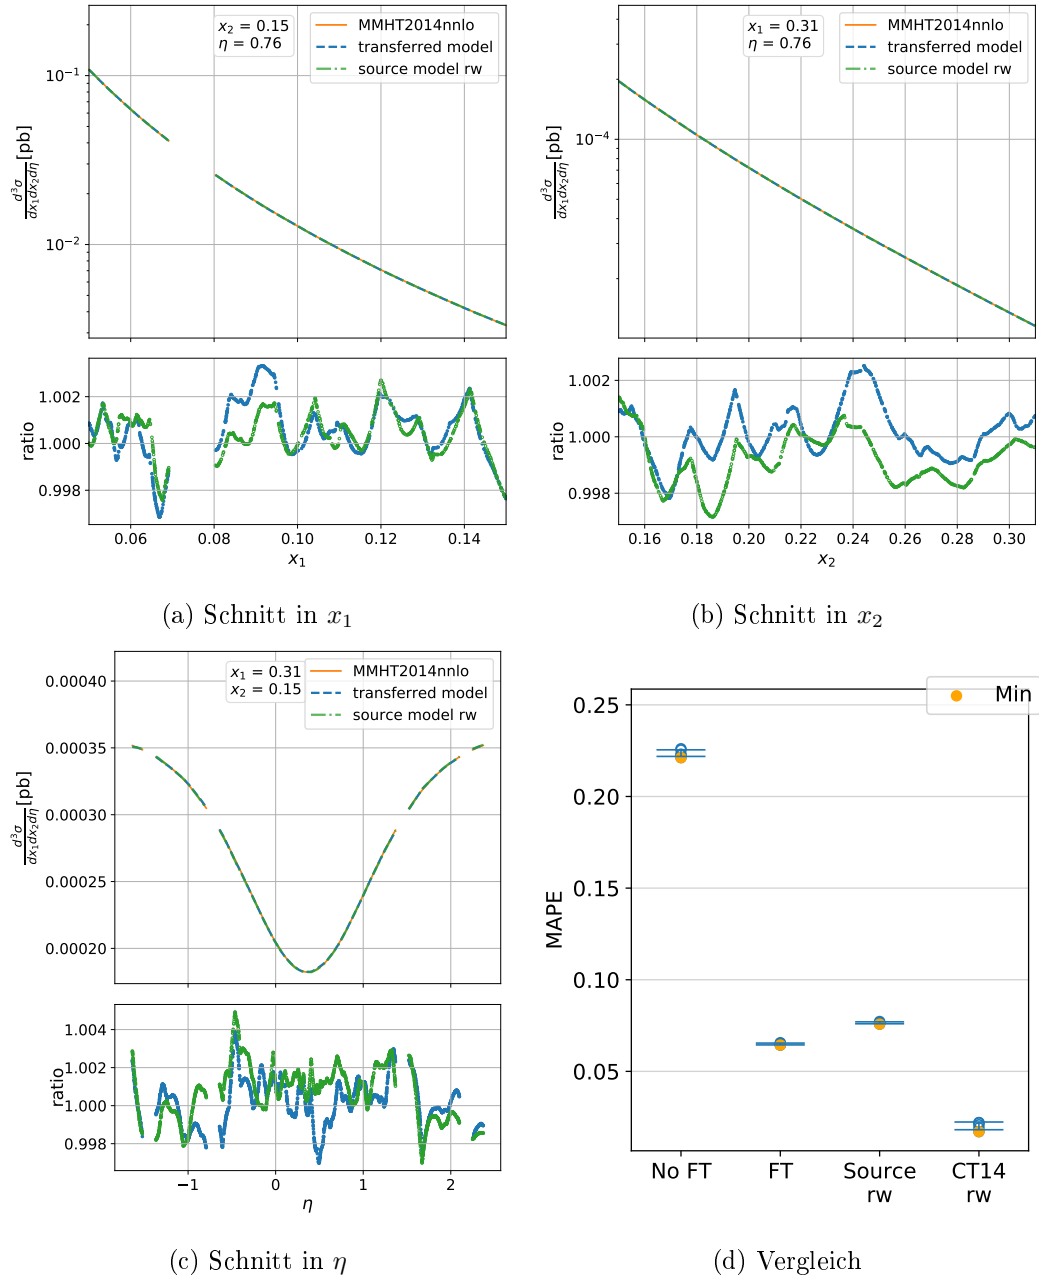 x₂ = 0.15
η = 0.76
MMHT2014nnlo
transferred model
source model rw
10⁻¹
10⁻²
d³σ/dx₁dx₂dη [pb]
1.002
1.000
0.998
ratio
0.06 0.08 0.10 0.12 0.14
x₁
(a) Schnitt in x₁
x₁ = 0.31
η = 0.76
MMHT2014nnlo
transferred model
source model rw
10⁻⁴
d³σ/dx₁dx₂dη [pb]
1.002
1.000
0.998
ratio
0.16 0.18 0.20 0.22 0.24 0.26 0.28 0.30
x₂
(b) Schnitt in x₂
x₁ = 0.31
x₂ = 0.15
MMHT2014nnlo
transferred model
source model rw
0.00040
0.00035
0.00030
0.00025
0.00020
d³σ/dx₁dx₂dη [pb]
1.004
1.002
1.000
0.998
ratio
−1 0 1 2
η
(c) Schnitt in η
Min
0.25
0.20
0.15
0.10
0.05
MAPE
No FT FT Source rw CT14 rw
(d) Vergleich